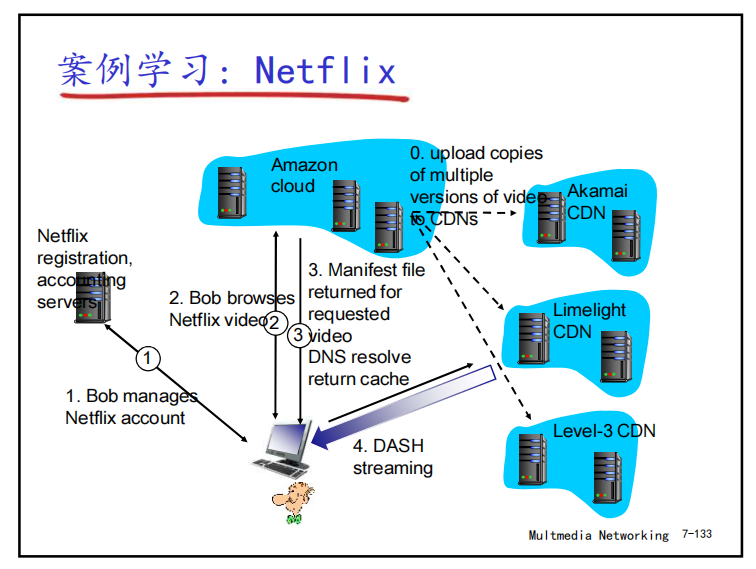 案例学习: Netflix
Amazon
cloud
0. upload copies
of multiple
versions of video
to CDNs
Akamai
CDN
Netflix
registration,
accounting
servers
2. Bob browses
Netflix video
2
3. Manifest file
returned for
requested
video
DNS resolve
return cache
3
Limelight
CDN
1
1. Bob manages
Netflix account
4. DASH
streaming
Level-3 CDN
Multmedia Networking 7-133